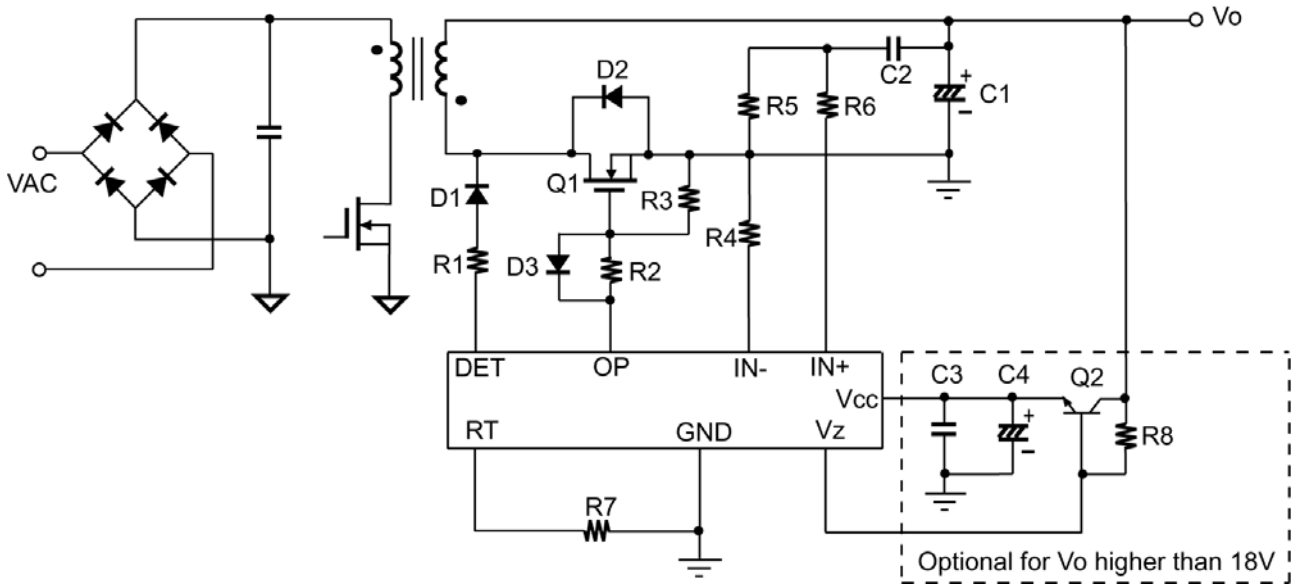 Vo
D2
C2
+
C1
R5
R6
VAC
D1
Q1
R3
R4
R1
D3
R2
DET
OP
IN-
IN+
C3
C4
Q2
Vcc
RT
GND
Vz
+
R8
R7
Optional for Vo higher than 18V